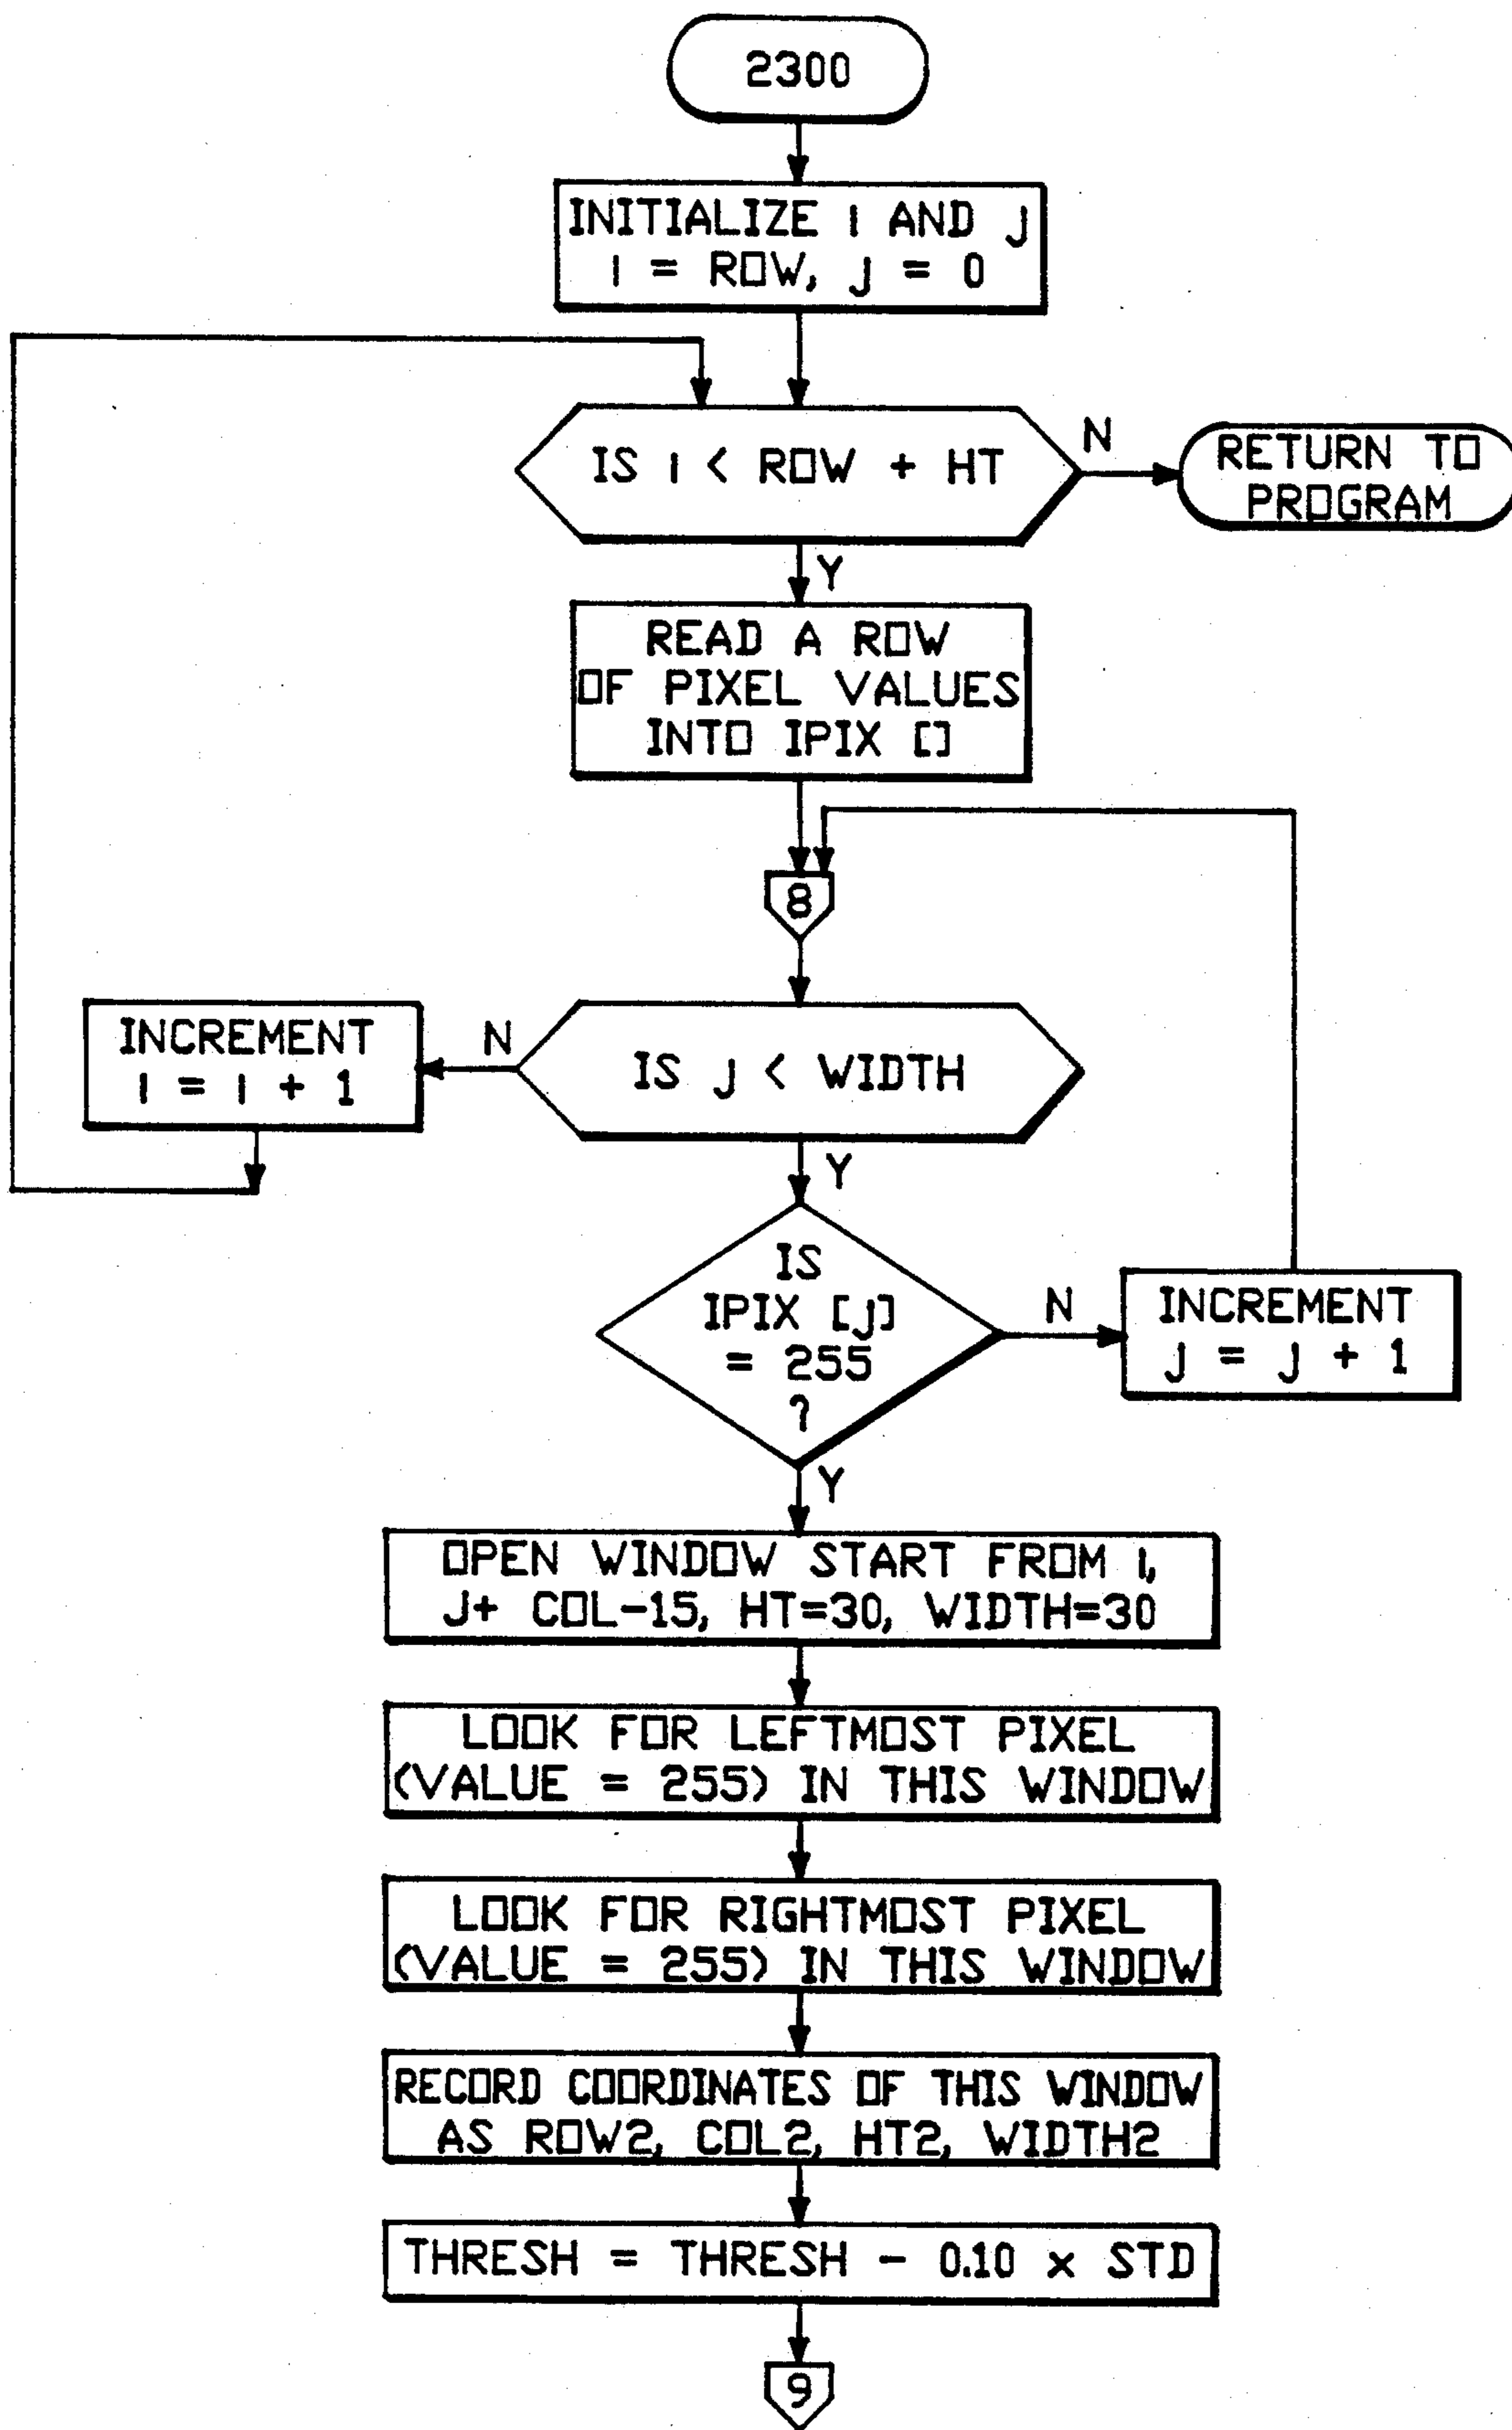 2300
INITIALIZE i AND j
i = ROW, j = 0
IS i < ROW + HT
N
RETURN TO
PROGRAM
Y
READ A ROW
OF PIXEL VALUES
INTO IPIX []
8
INCREMENT
i = i + 1
N
IS j < WIDTH
Y
IS
IPIX [j]
= 255
?
N
INCREMENT
j = j + 1
Y
OPEN WINDOW START FROM i,
J+ COL-15, HT=30, WIDTH=30
LOOK FOR LEFTMOST PIXEL
(VALUE = 255) IN THIS WINDOW
LOOK FOR RIGHTMOST PIXEL
(VALUE = 255) IN THIS WINDOW
RECORD COORDINATES OF THIS WINDOW
AS ROW2, COL2, HT2, WIDTH2
THRESH = THRESH - 0.10 x STD
9